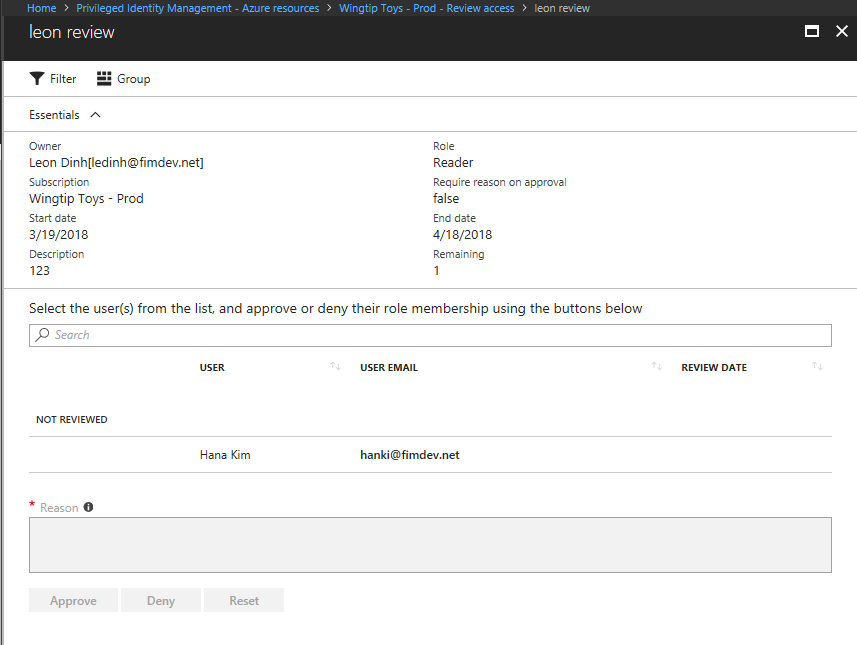 Home > Privileged Identity Management - Azure resources > Wingtip Toys - Prod - Review access > leon review
leon review
Filter Group
Essentials
Owner Role
Leon Dinh[ledinh@fimdev.net] Reader
Subscription Require reason on approval
Wingtip Toys - Prod false
Start date End date
3/19/2018 4/18/2018
Description Remaining
123 1
Select the user(s) from the list, and approve or deny their role membership using the buttons below
Search
USER USER EMAIL REVIEW DATE
NOT REVIEWED
Hana Kim hanki@fimdev.net
* Reason
Approve Deny Reset